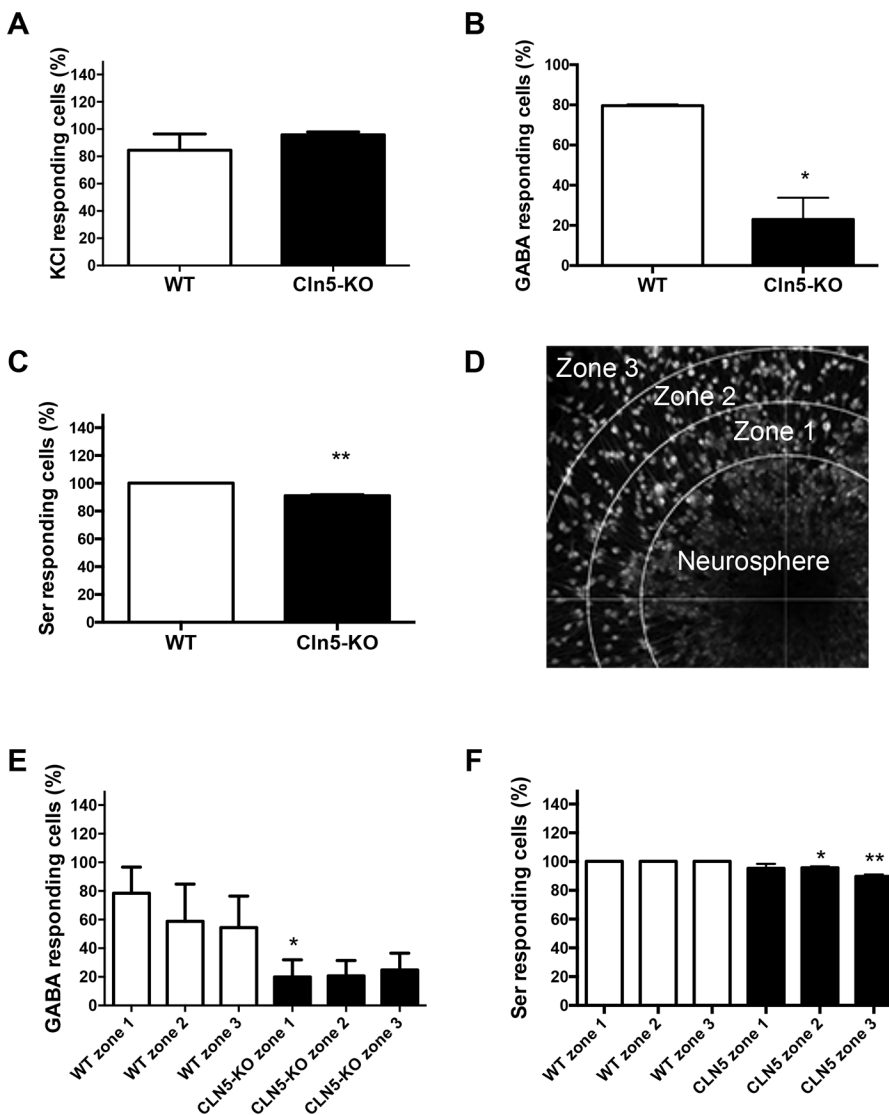 A
KCl responding cells (%)
140
120
100
80
60
40
20
0
WT
Cln5-KO
B
GABA responding cells (%)
100
80
60
40
20
0
*
WT
Cln5-KO
C
Ser responding cells (%)
140
120
100
80
60
40
20
0
**
WT
Cln5-KO
D
Zone 3
Zone 2
Zone 1
Neurosphere
E
GABA responding cells (%)
140
120
100
80
60
40
20
0
*
WT zone 1
WT zone 2
WT zone 3
CLN5-KO zone 1
CLN5-KO zone 2
CLN5-KO zone 3
F
Ser responding cells (%)
140
120
100
80
60
40
20
0
*
**
WT zone 1
WT zone 2
WT zone 3
CLN5 zone 1
CLN5 zone 2
CLN5 zone 3